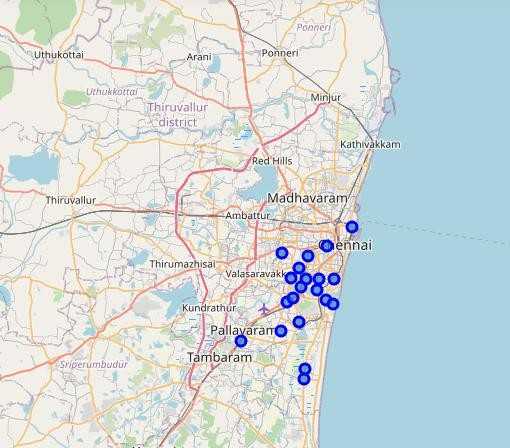 Ponneri
Uthukottai
Arani
Ponneri
Uthukkottai
Minjur
Thiruvallur
district
Kathivakkam
Red Hills
Madhavaram
Thiruvallur
Ambattur
Chennai
Thirumazhisai
Valasaravakk
Kundrathur
Pallavaram
Tambaram
Sriperumbudur